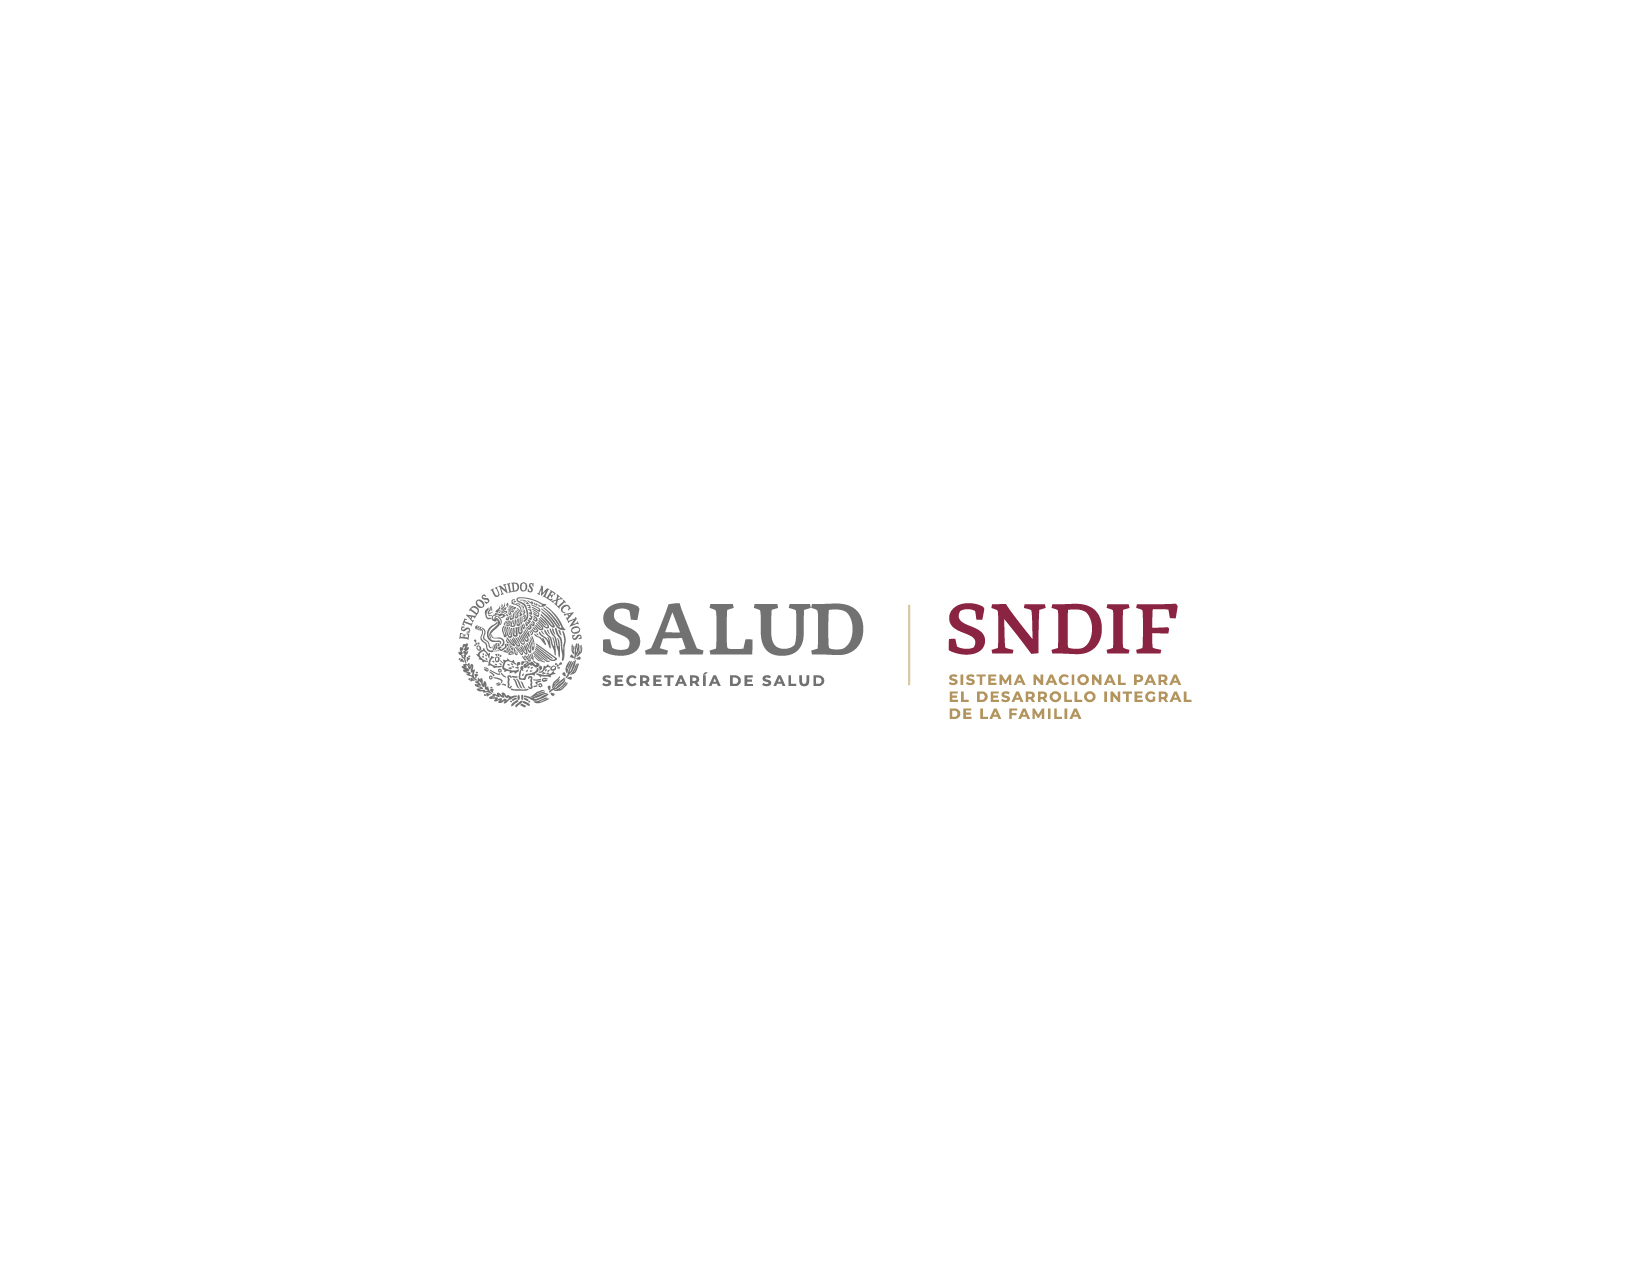 ESTADOS UNIDOS MEXICANOS
SALUD
SECRETARÍA DE SALUD
SNDIF
SISTEMA NACIONAL PARA
EL DESARROLLO INTEGRAL
DE LA FAMILIA